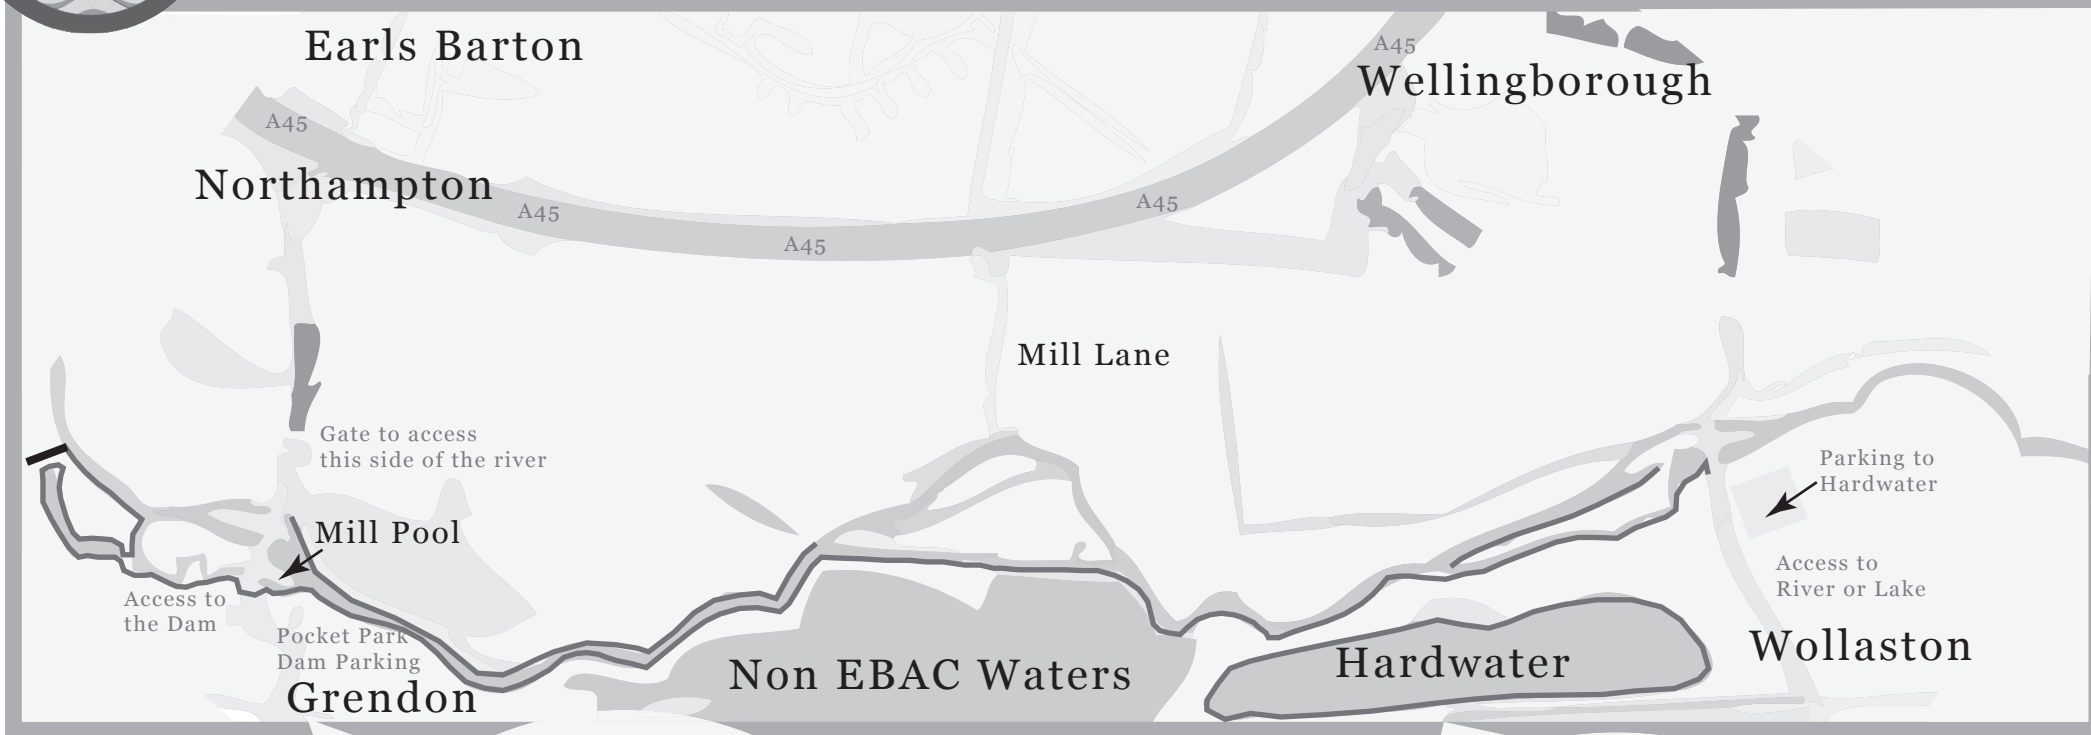 Earls Barton
A45
Wellingborough
A45
Northampton
A45
A45
A45
Mill Lane
Gate to access
this side of the river
Parking to
Hardwater
Mill Pool
Access to
River or Lake
Access to
the Dam
Pocket Park
Dam Parking
Grendon
Non EBAC Waters
Hardwater
Wollaston